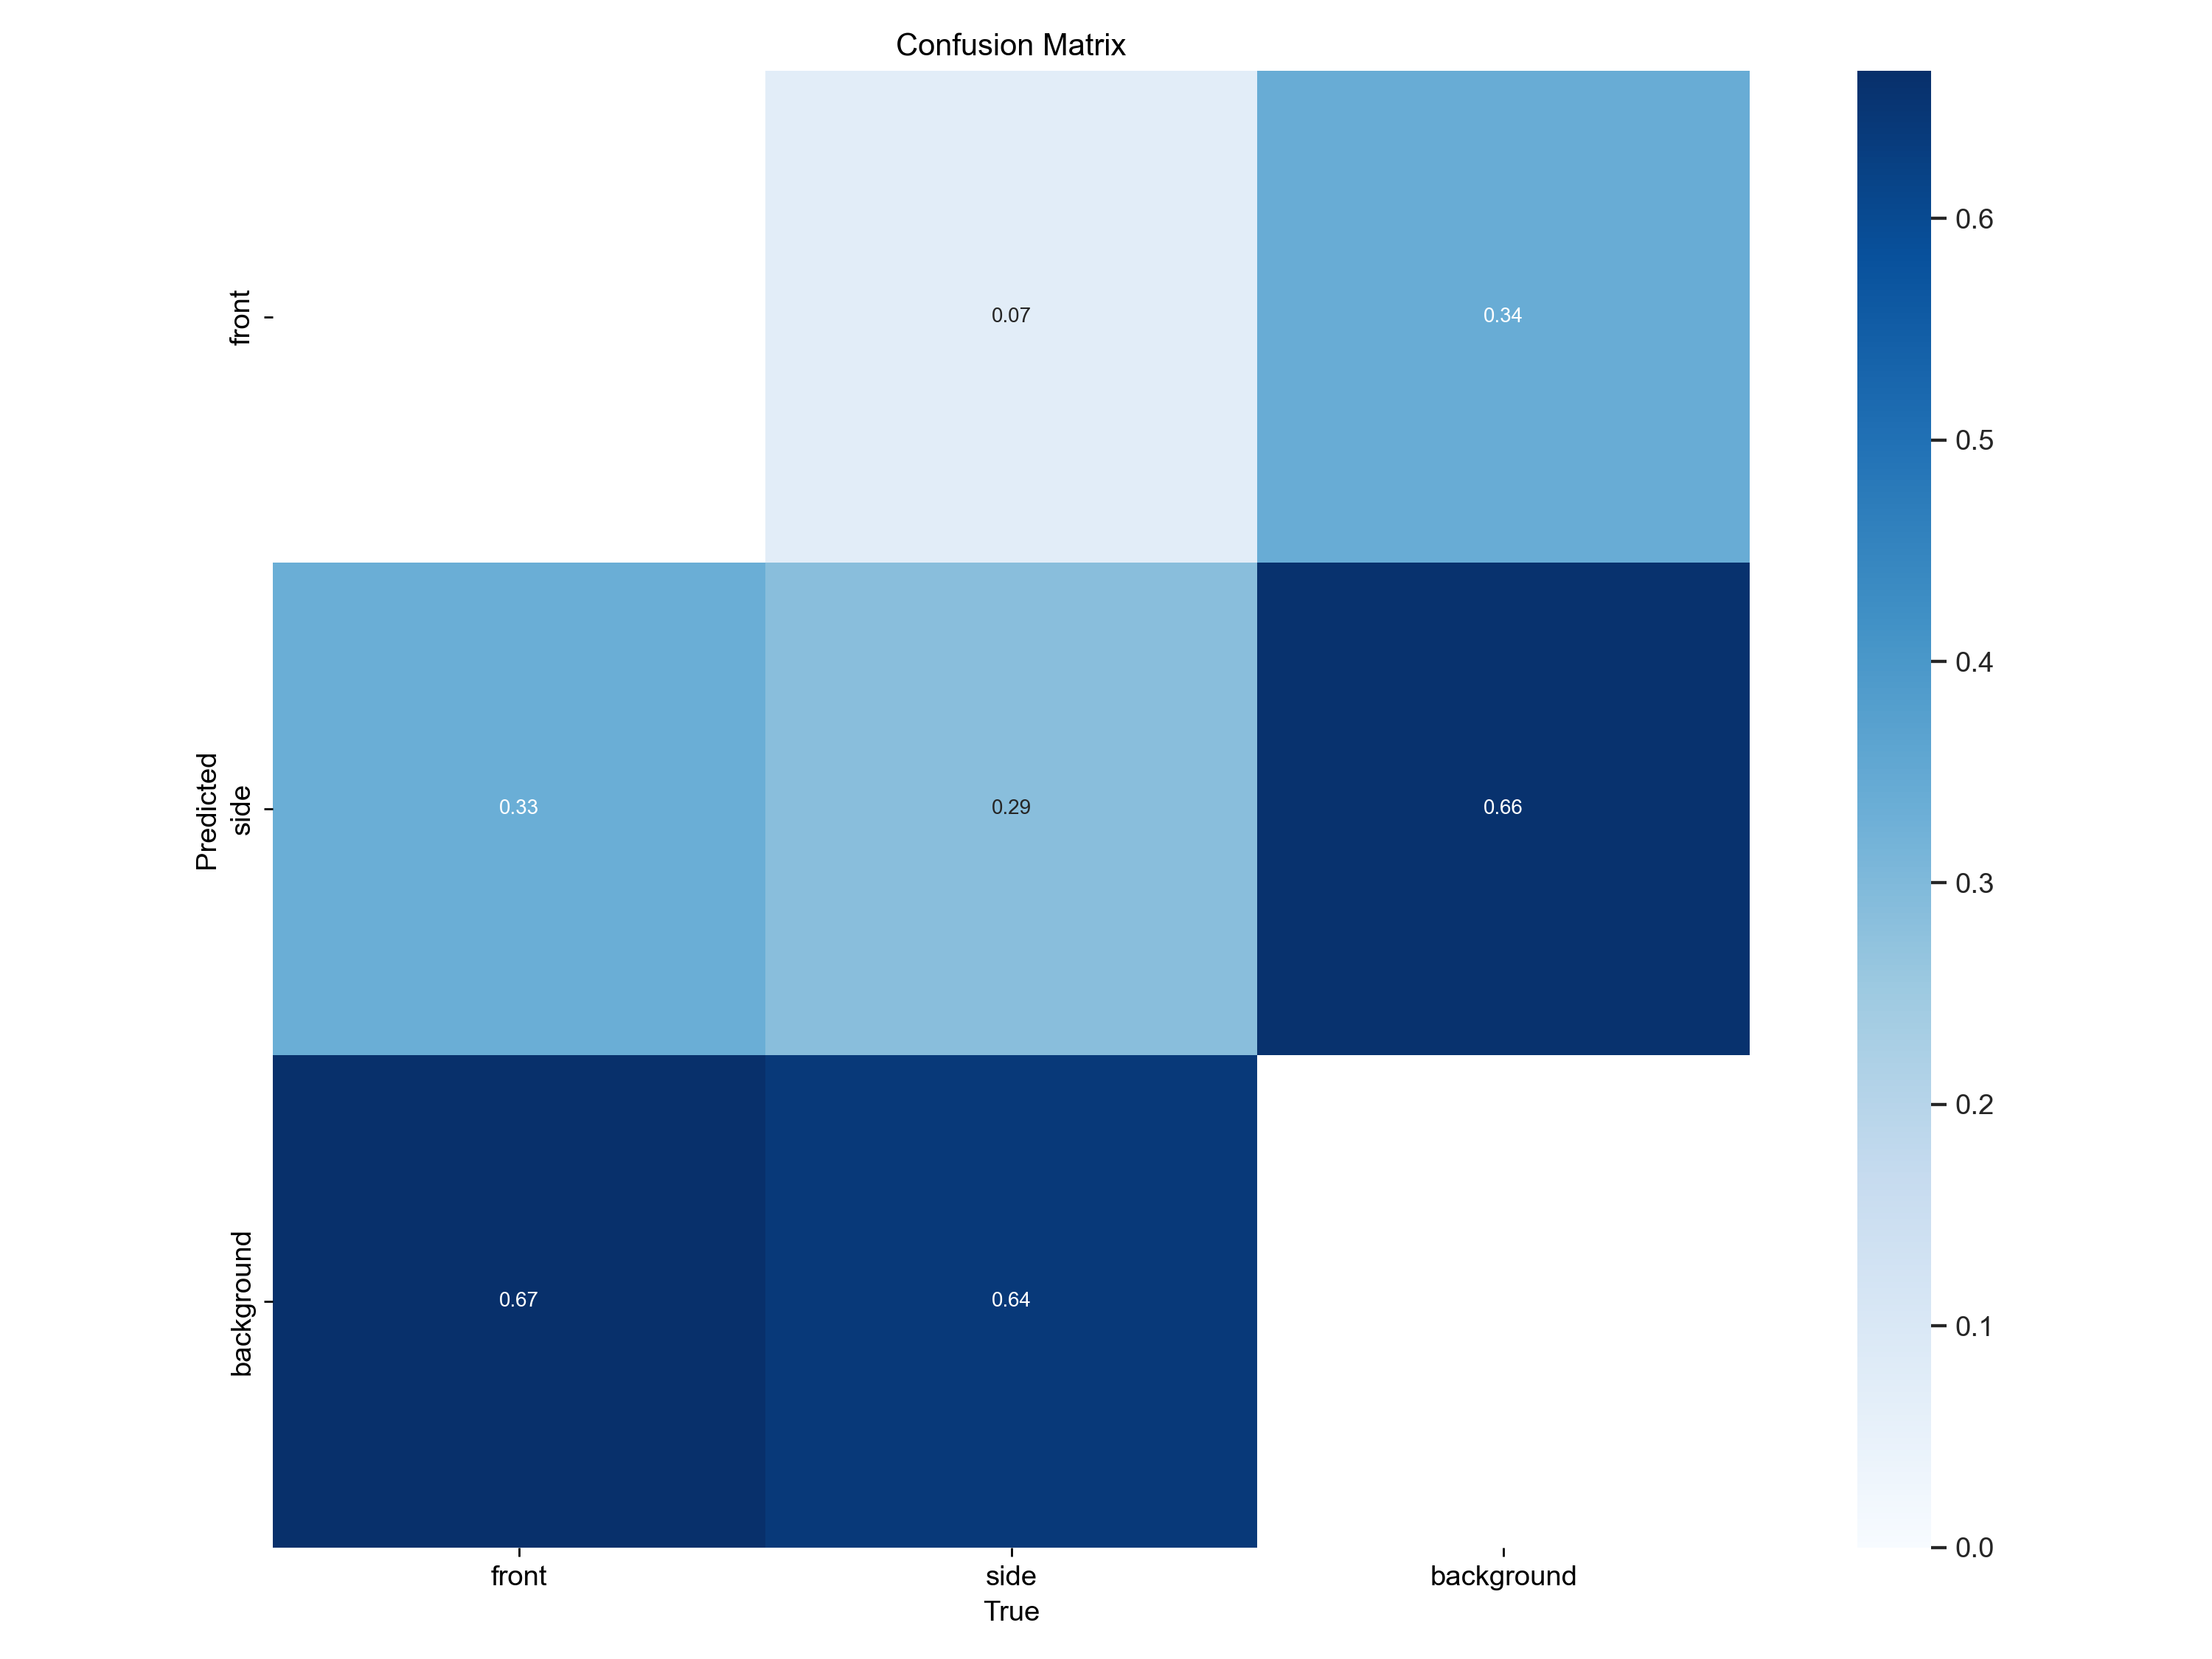 Confusion Matrix
front
0.07
0.34
Predicted
side
0.33
0.29
0.66
background
0.67
0.64
front
side
background
True
0.6
0.5
0.4
0.3
0.2
0.1
0.0